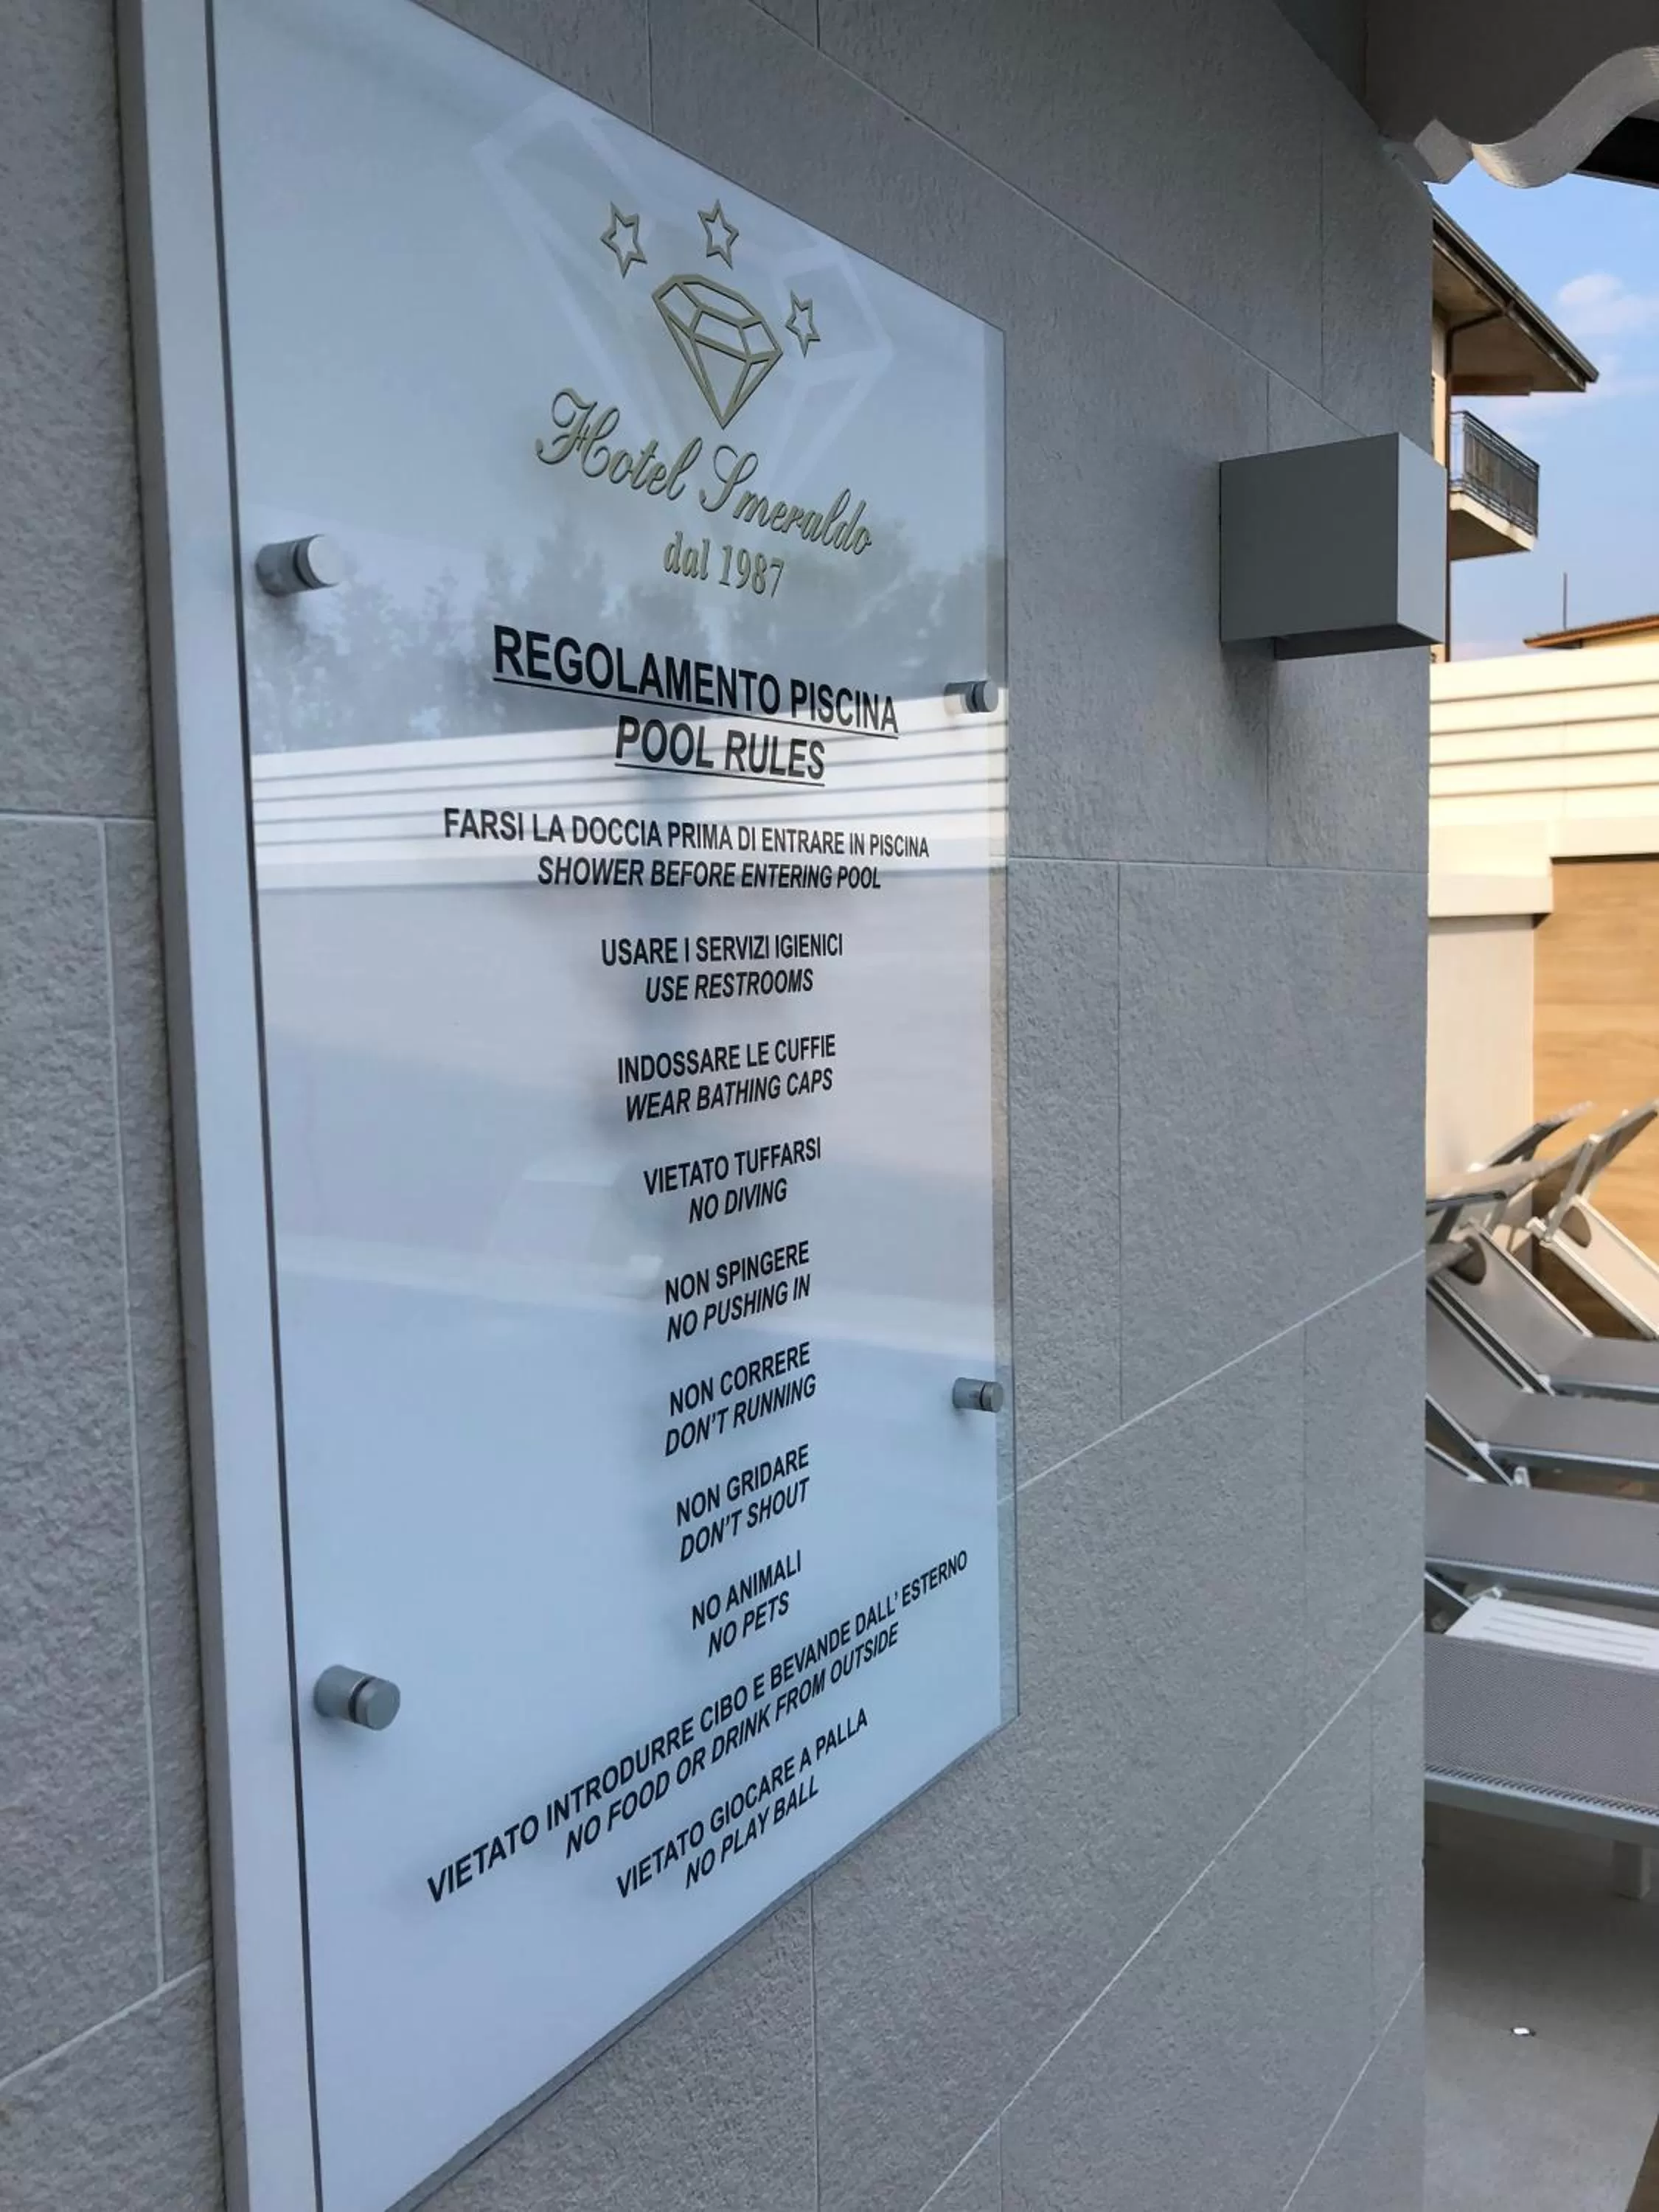 Hotel Smeraldo
dal 1987
REGOLAMENTO PISCINA
POOL RULES
FARSI LA DOCCIA PRIMA DI ENTRARE IN PISCINA
SHOWER BEFORE ENTERING POOL
USARE I SERVIZI IGIENICI
USE RESTROOMS
INDOSSARE LE CUFFIE
WEAR BATHING CAPS
VIETATO TUFFARSI
NO DIVING
NON SPINGERE
NO PUSHING IN
NON CORRERE
DON'T RUNNING
NON GRIDARE
DON'T SHOUT
NO ANIMALI
NO PETS
VIETATO INTRODURRE CIBO E BEVANDE DALL' ESTERNO
NO FOOD OR DRINK FROM OUTSIDE
VIETATO GIOCARE A PALLA
NO PLAY BALL